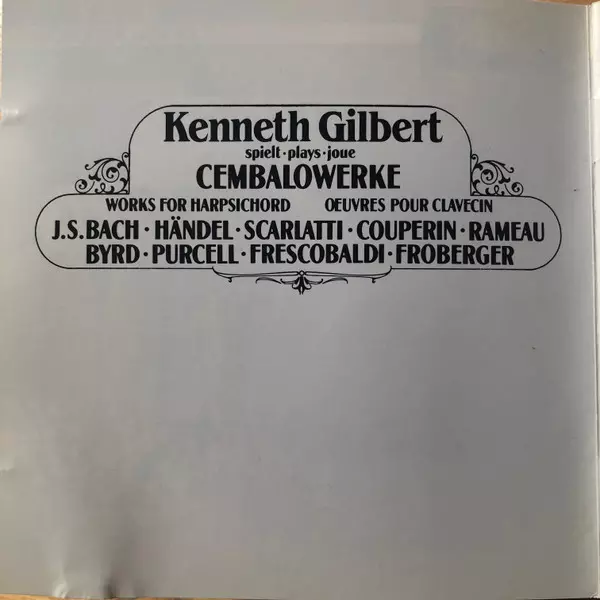 Kenneth Gilbert
spielt · plays · joue
CEMBALOWERKE
WORKS FOR HARPSICHORD OEUVRES POUR CLAVECIN
J.S. BACH · HÄNDEL · SCARLATTI · COUPERIN · RAMEAU
BYRD · PURCELL · FRESCOBALDI · FROBERGER